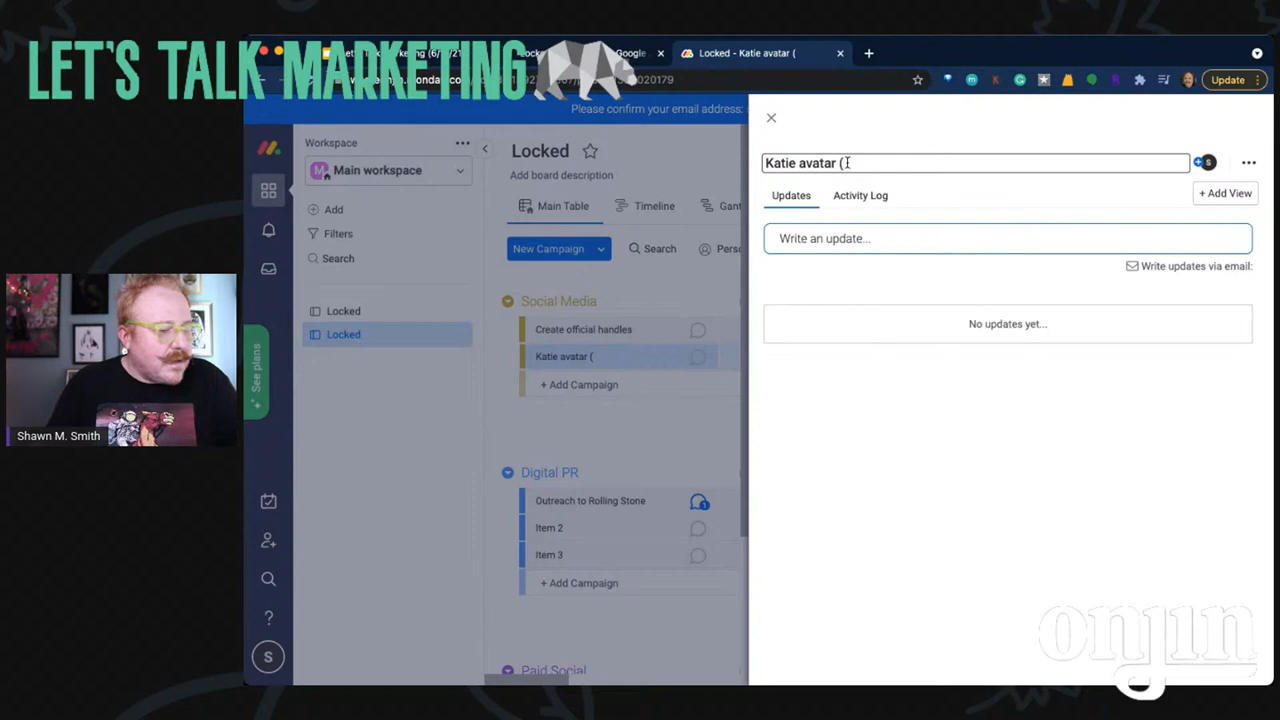 LET'S TALK MARKETING
Google
Locked - Katie avatar (
020179
Update
Please confirm your email address:
Workspace
M
Main workspace
Add
Filters
Search
Locked
Locked
See plans
S
Locked
Add board description
Main Table
Timeline
Gant
New Campaign
Search
Perso
Social Media
Create official handles
Katie avatar (
+ Add Campaign
Digital PR
Outreach to Rolling Stone
1
Item 2
Item 3
+ Add Campaign
Paid Social
Katie avatar (
S
Updates
Activity Log
+ Add View
Write an update...
Write updates via email:
No updates yet...
Shawn M. Smith
onjin